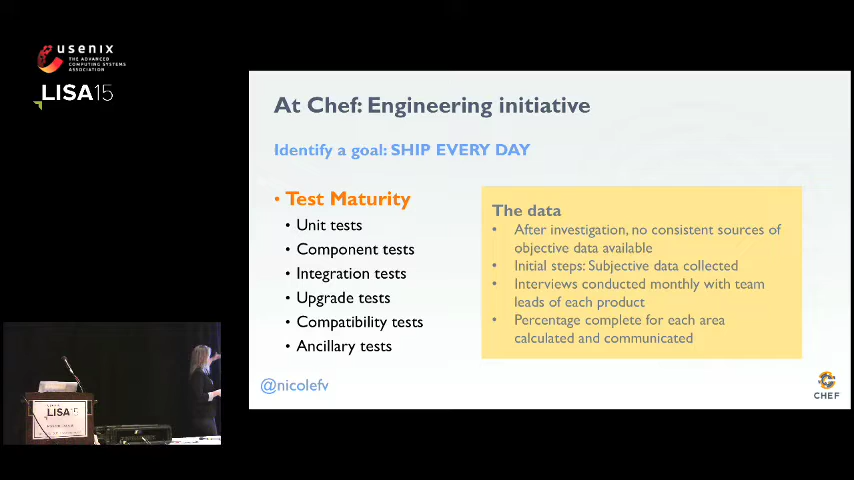 usenix
THE ADVANCED
COMPUTING SYSTEMS
ASSOCIATION
LISA15
At Chef: Engineering initiative
Identify a goal: SHIP EVERY DAY
• Test Maturity
• Unit tests
• Component tests
• Integration tests
• Upgrade tests
• Compatibility tests
• Ancillary tests
The data
• After investigation, no consistent sources of
objective data available
• Initial steps: Subjective data collected
• Interviews conducted monthly with team
leads of each product
• Percentage complete for each area
calculated and communicated
@nicolefv
CHEF
LISA15